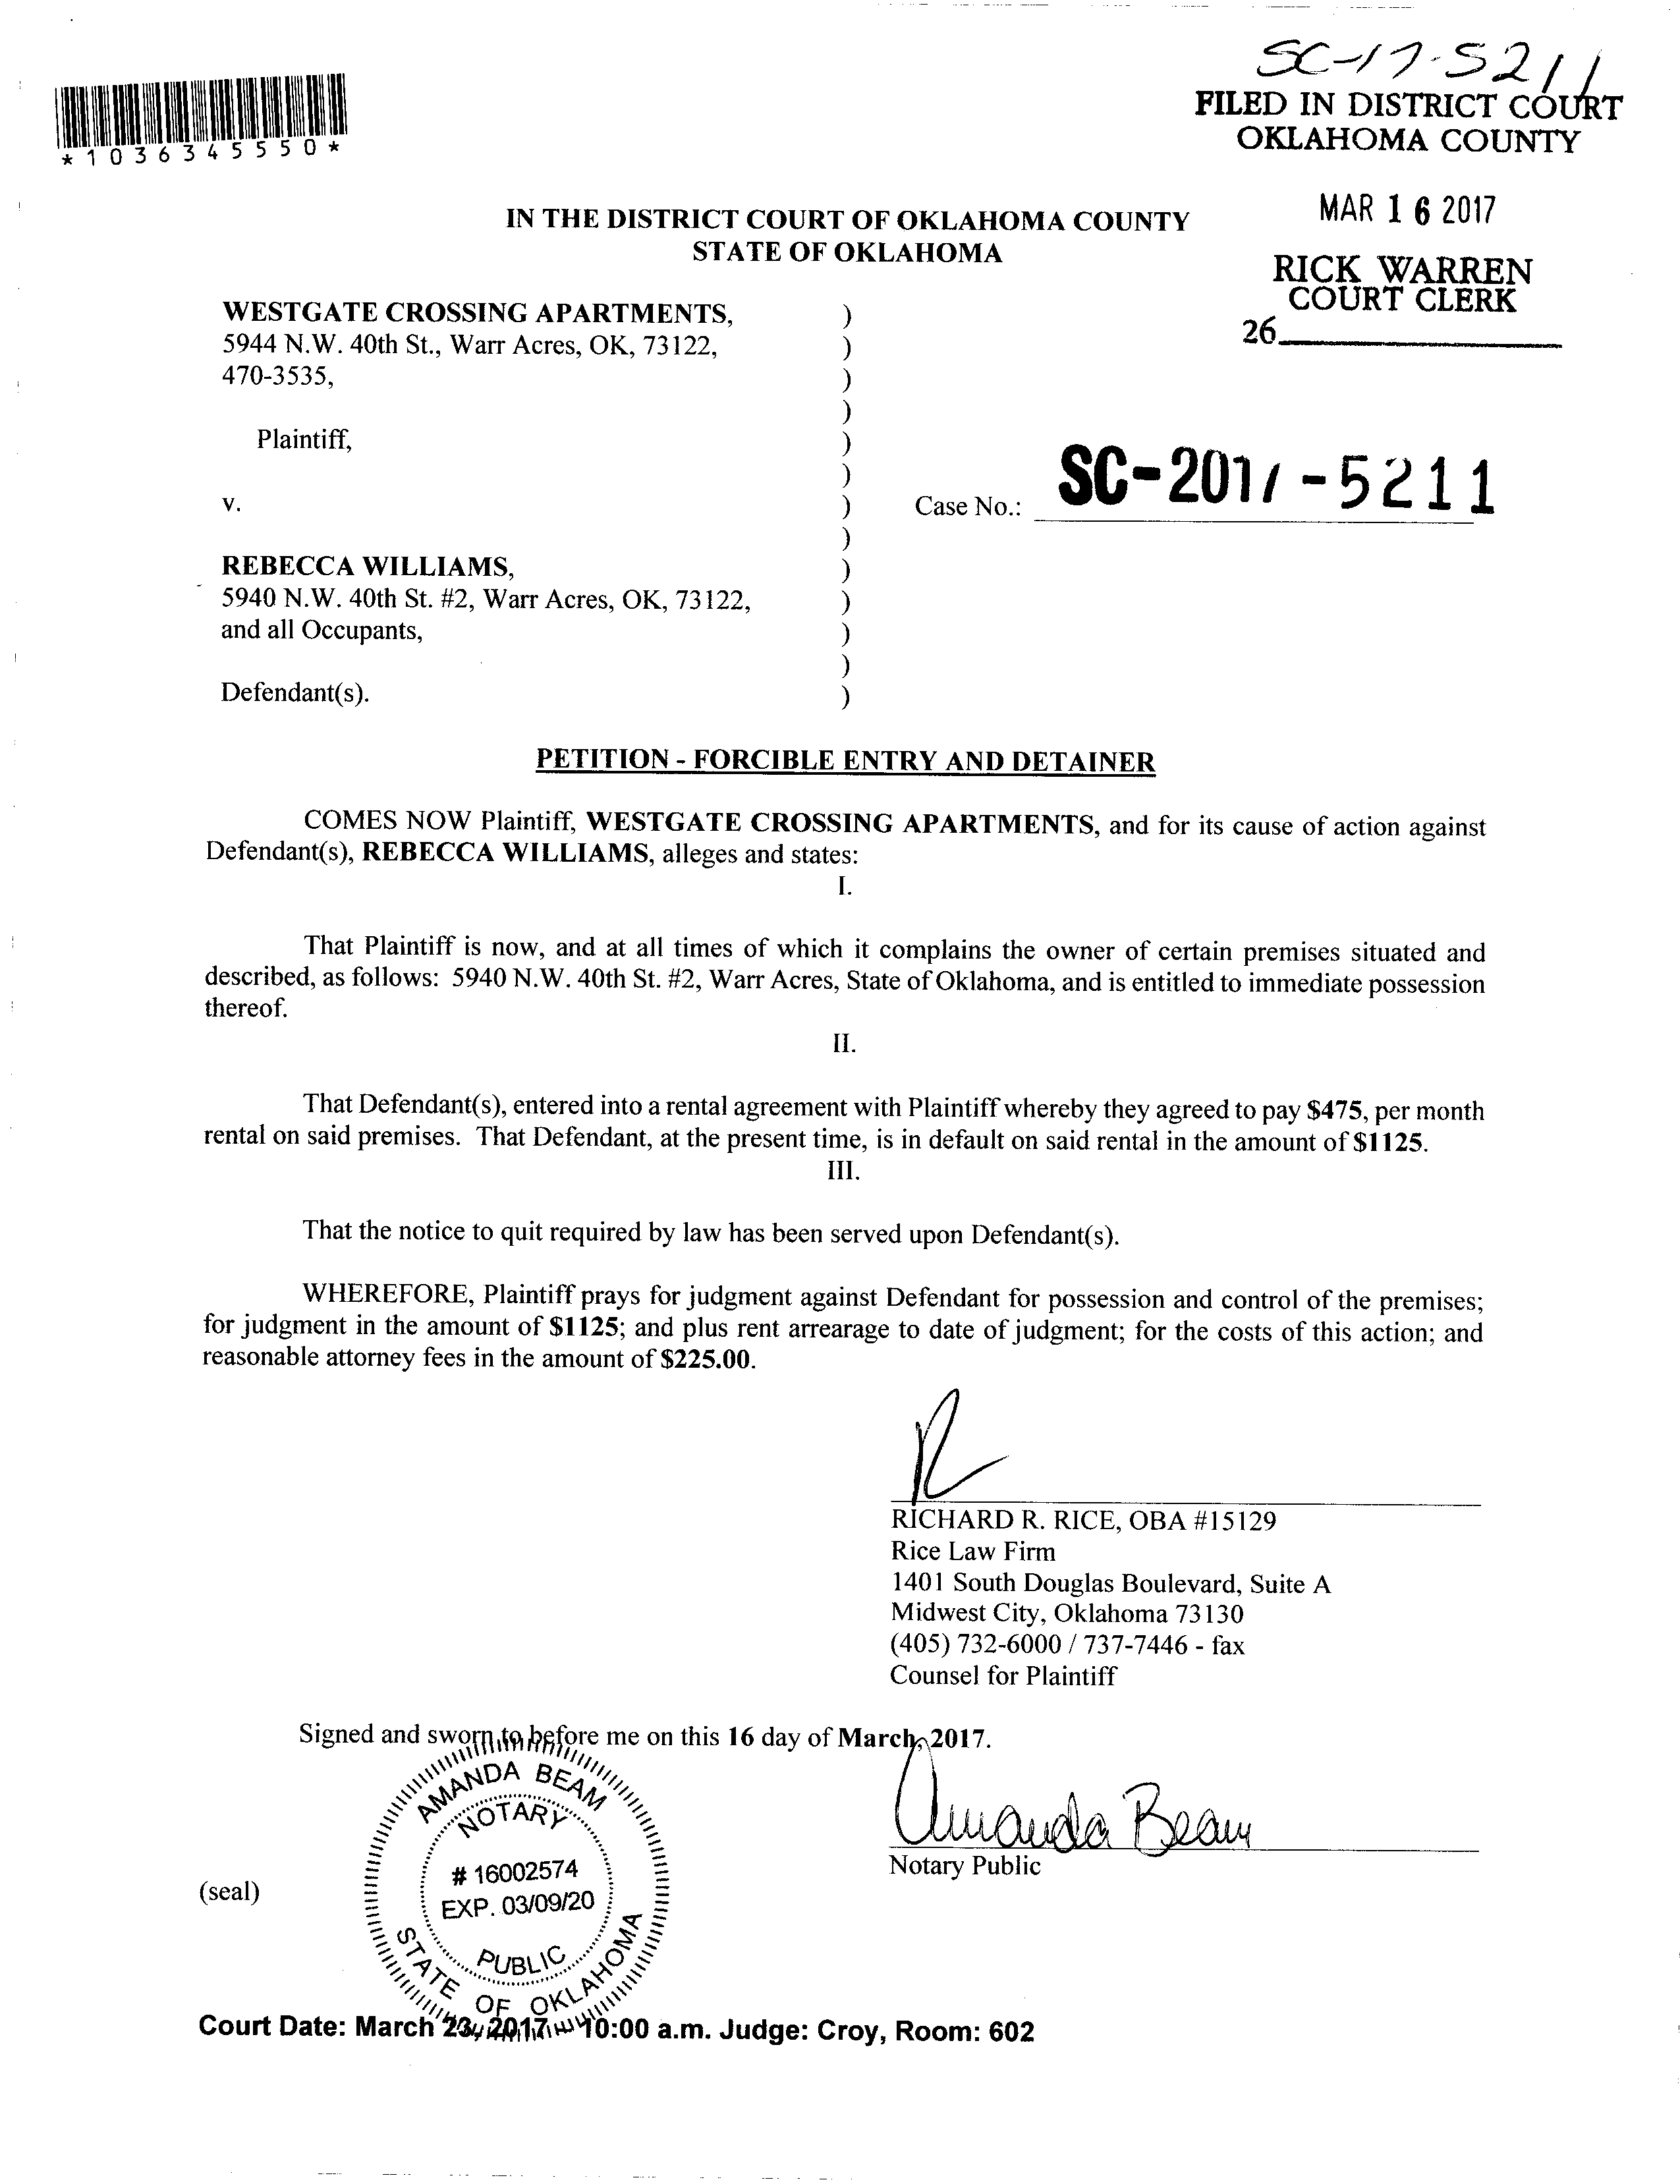 SC-17-5211
*1036345550*
FILED IN DISTRICT COURT
OKLAHOMA COUNTY
MAR 16 2017
RICK WARREN
COURT CLERK
26
IN THE DISTRICT COURT OF OKLAHOMA COUNTY
STATE OF OKLAHOMA
WESTGATE CROSSING APARTMENTS, )
5944 N.W. 40th St., Warr Acres, OK, 73122, )
470-3535, )
)
Plaintiff, )
)
v. ) Case No.: SC-2017-5211
)
REBECCA WILLIAMS, )
5940 N.W. 40th St. #2, Warr Acres, OK, 73122, )
and all Occupants, )
)
Defendant(s). )
PETITION - FORCIBLE ENTRY AND DETAINER
COMES NOW Plaintiff, WESTGATE CROSSING APARTMENTS, and for its cause of action against
Defendant(s), REBECCA WILLIAMS, alleges and states:
I.
That Plaintiff is now, and at all times of which it complains the owner of certain premises situated and
described, as follows: 5940 N.W. 40th St. #2, Warr Acres, State of Oklahoma, and is entitled to immediate possession
thereof.
II.
That Defendant(s), entered into a rental agreement with Plaintiff whereby they agreed to pay $475, per month
rental on said premises. That Defendant, at the present time, is in default on said rental in the amount of $1125.
III.
That the notice to quit required by law has been served upon Defendant(s).
WHEREFORE, Plaintiff prays for judgment against Defendant for possession and control of the premises;
for judgment in the amount of $1125; and plus rent arrearage to date of judgment; for the costs of this action; and
reasonable attorney fees in the amount of $225.00.
R
RICHARD R. RICE, OBA #15129
Rice Law Firm
1401 South Douglas Boulevard, Suite A
Midwest City, Oklahoma 73130
(405) 732-6000 / 737-7446 - fax
Counsel for Plaintiff
Signed and sworn to before me on this 16 day of March, 2017.
Amanda Beam
Notary Public
(seal)
AMANDA BEAM
NOTARY
# 16002574
EXP. 03/09/20
PUBLIC
STATE OF OKLAHOMA
Court Date: March 23, 2017 10:00 a.m. Judge: Croy, Room: 602